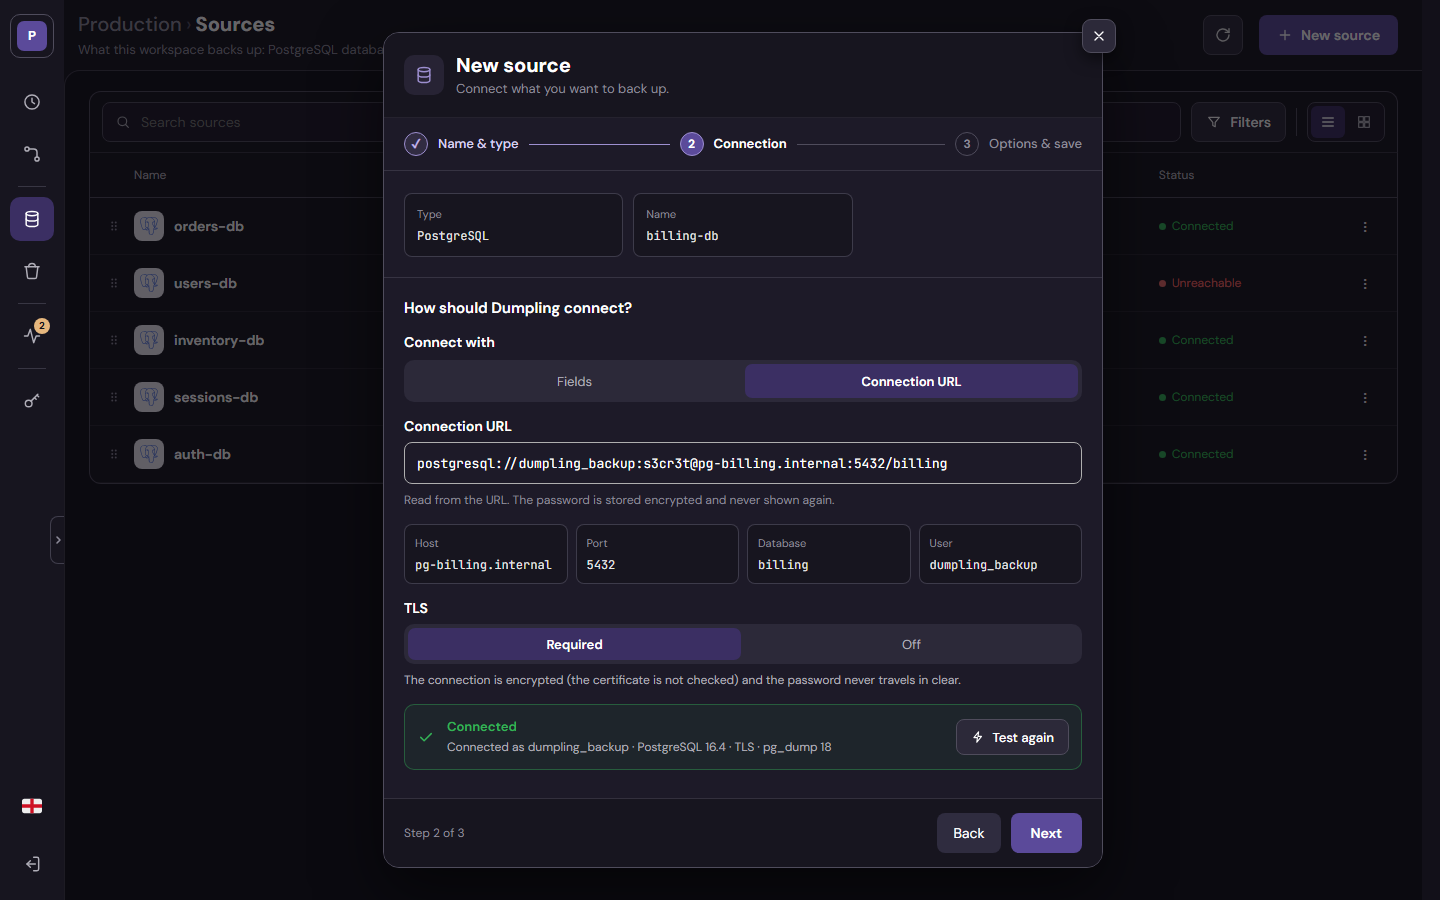 P
Production › Sources
What this workspace backs up: PostgreSQL databa
New source
Search sources
Filters
Name
Status
orders-db
Connected
users-db
Unreachable
inventory-db
Connected
sessions-db
Connected
auth-db
Connected
2
New source
Connect what you want to back up.
Name & type
2 Connection
3 Options & save
Type
PostgreSQL
Name
billing-db
How should Dumpling connect?
Connect with
Fields
Connection URL
Connection URL
postgresql://dumpling_backup:s3cr3t@pg-billing.internal:5432/billing
Read from the URL. The password is stored encrypted and never shown again.
Host
pg-billing.internal
Port
5432
Database
billing
User
dumpling_backup
TLS
Required
Off
The connection is encrypted (the certificate is not checked) and the password never travels in clear.
Connected
Connected as dumpling_backup · PostgreSQL 16.4 · TLS · pg_dump 18
Test again
Step 2 of 3
Back
Next